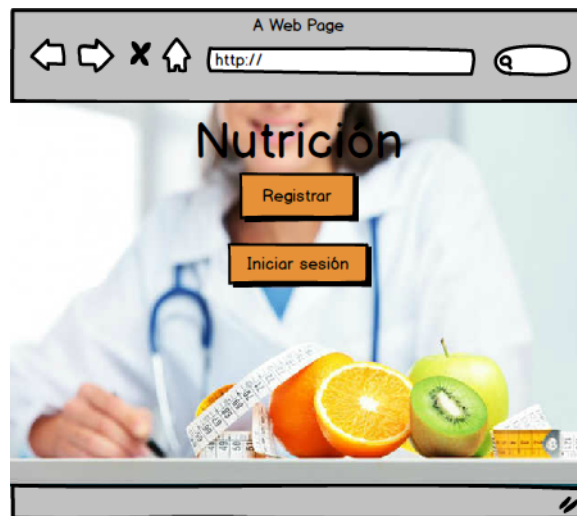 A Web Page
http://
Nutrición
Registrar
Iniciar sesión